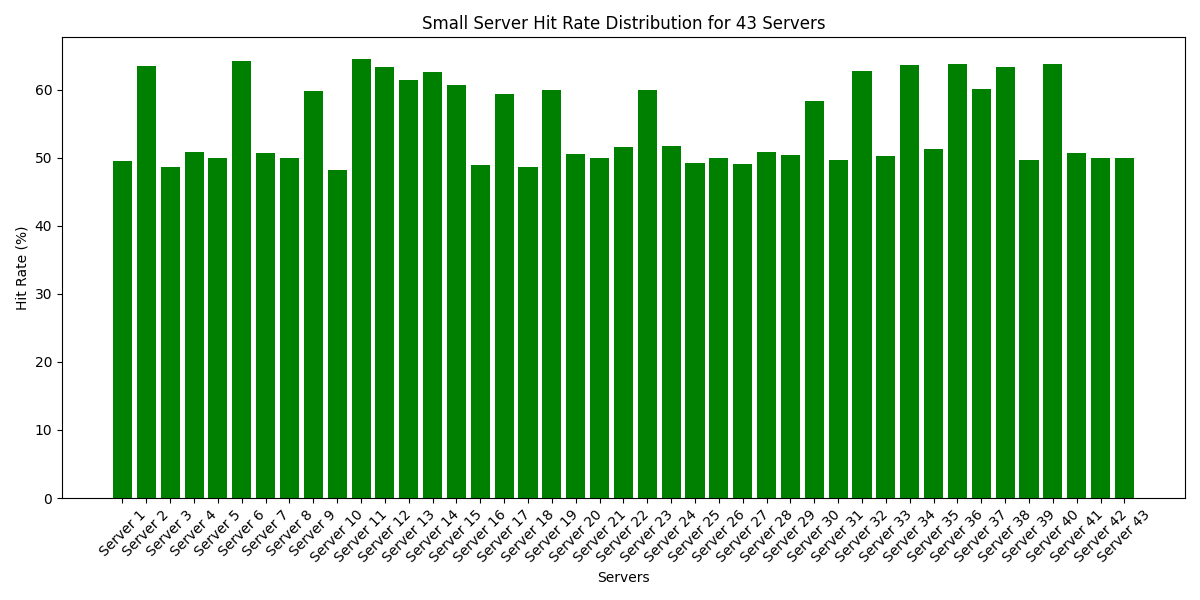 Small Server Hit Rate Distribution for 43 Servers
Hit Rate (%)
60
50
40
30
20
10
0
Server 1
Server 2
Server 3
Server 4
Server 5
Server 6
Server 7
Server 8
Server 9
Server 10
Server 11
Server 12
Server 13
Server 14
Server 15
Server 16
Server 17
Server 18
Server 19
Server 20
Server 21
Server 22
Server 23
Server 24
Server 25
Server 26
Server 27
Server 28
Server 29
Server 30
Server 31
Server 32
Server 33
Server 34
Server 35
Server 36
Server 37
Server 38
Server 39
Server 40
Server 41
Server 42
Server 43
Servers